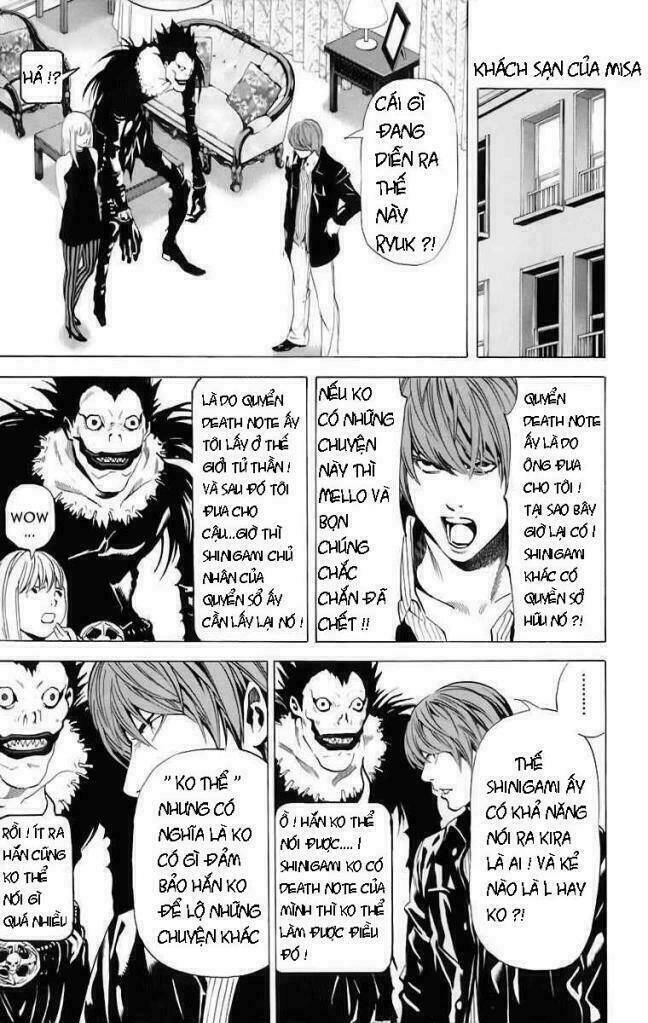 KHÁCH SẠN CỦA MISA
CÁI GÌ
ĐANG
DIỄN RA
THẾ
NÀY
RYUK ?!
HẢ !?
QUYỂN
DEATH NOTE
ẤY LÀ DO
ÔNG ĐƯA
CHO TÔI !
TẠI SAO BÂY
GIỜ LẠI CÓ 1
SHINIGAMI
KHÁC CÓ
QUYỀN SỞ
HỮU NÓ ?!
NẾU KO
CÓ NHỮNG
CHUYỆN
NÀY THÌ
MELLO VÀ
BỌN
CHÚNG
CHẮC
CHẮN ĐÃ
CHẾT !!
LÀ DO QUYỂN
DEATH NOTE ẤY
TÔI LẤY Ở THẾ
GIỚI TỬ THẦN !
VÀ SAU ĐÓ TÔI
ĐƯA CHO
CẬU...GIỜ THÌ
SHINIGAMI CHỦ
NHÂN CỦA
QUYỂN SỔ ẤY
CẦN LẤY LẠI NÓ !
WOW
...
........
THẾ
SHINIGAMI ẤY
CÓ KHẢ NĂNG
NÓI RA KIRA
LÀ AI ! VÀ KẺ
NÀO LÀ L HAY
KO ?!
Ồ ! HẮN KO THỂ
NÓI ĐƯỢC.... 1
SHINIGAMI KO CÓ
DEATH NOTE CỦA
MÌNH THÌ KO THỂ
LÀM ĐƯỢC ĐIỀU
ĐÓ !
" KO THỂ "
NHƯNG CÓ
NGHĨA LÀ KO
CÓ GÌ ĐẢM
BẢO HẮN KO
ĐỂ LỘ NHỮNG
CHUYỆN KHÁC
RỒI ! ÍT RA
HẮN CŨNG
KO THỂ
NÓI GÌ
QUÁ NHIỀU